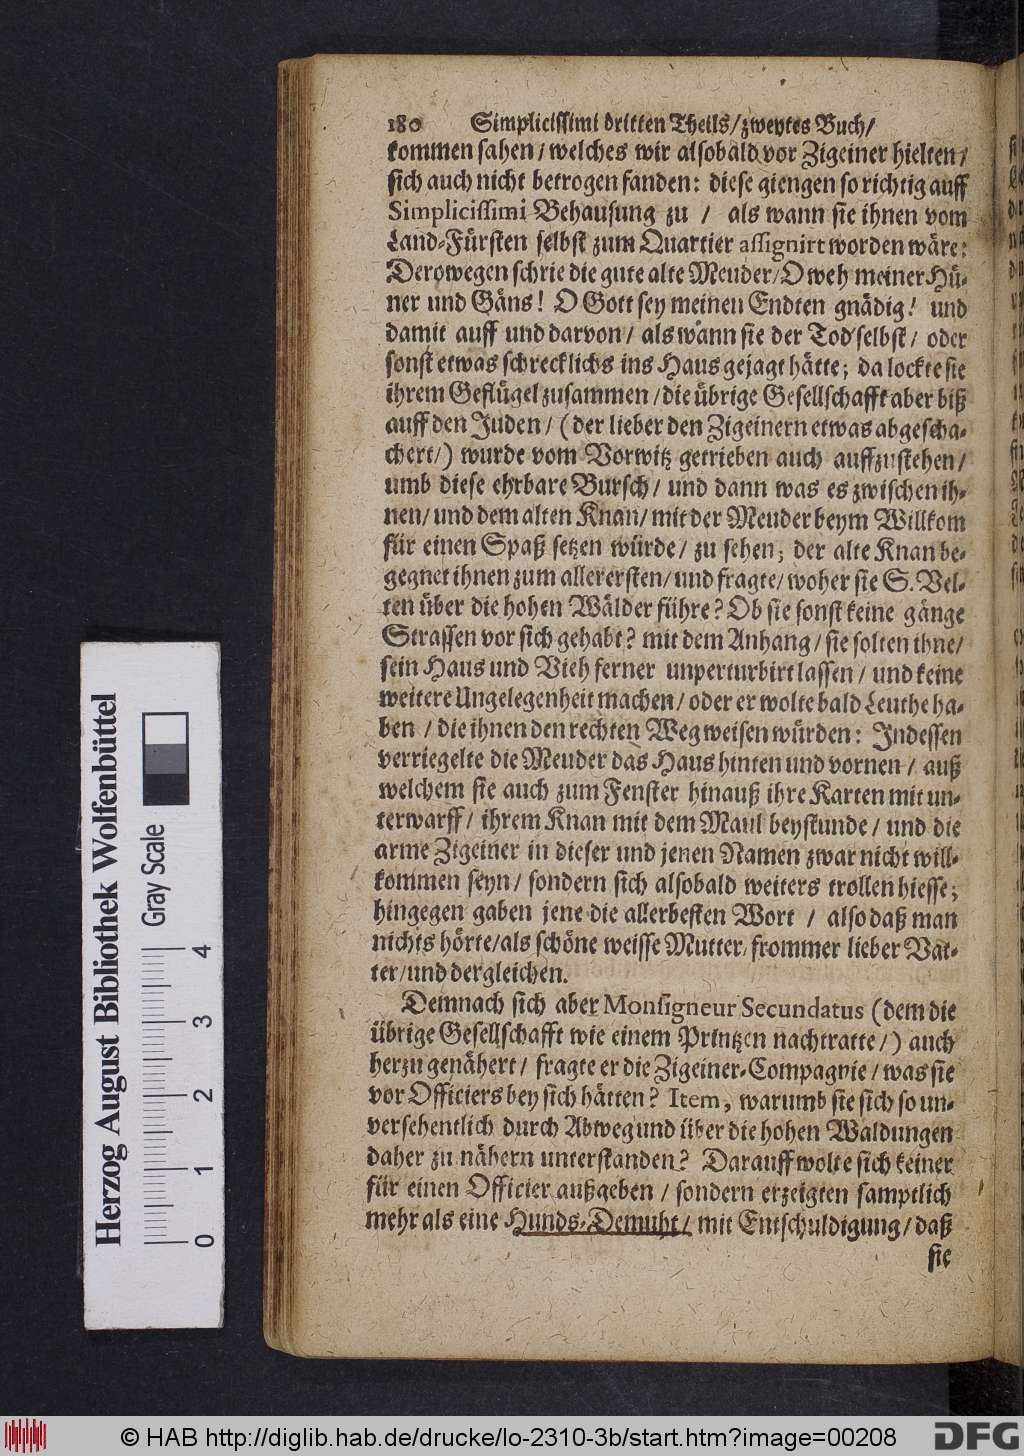 180 Simplicissimi dritten Theils/ zweytes Buch/
kommen sahen / welches wir alsobald vor Zigeiner hielten /
sich auch nicht betrogen fanden: diese giengen so richtig auff
Simplicissimi Behausung zu / als wann sie ihnen vom
Land-Fürsten selbst zum Quartier assignirt worden wäre;
Derowegen schrie die gute alte Meuder/ O weh meiner Hü-
ner und Gäns! O Gott sey meinen Endten gnädig! und
damit auff und darvon / als wann sie der Tod selbst / oder
sonst etwas schrecklichs ins Haus gejagt hätte; da lockte sie
ihrem Geflügel zusammen / die übrige Gesellschafft aber biß
auff den Juden / (der lieber den Zigeinern etwas abgescha-
chert/) wurde vom Vorwitz getrieben auch auffzustehen /
umb diese ehrbare Bursch / und dann was es zwischen ih-
nen/ und dem alten Knan/ mit der Meuder beym Willkom
für einen Spaß setzen würde / zu sehen; der alte Knan be-
gegnet ihnen zum allerersten / und fragte / woher sie S. Vel-
ten über die hohen Wälder führe? Ob sie sonst keine gänge
Strassen vor sich gehabt? mit dem Anhang / sie solten ihne/
sein Haus und Vieh ferner unperturbirt lassen / und keine
weitere Ungelegenheit machen / oder er wolte bald Leuthe ha-
ben / die ihnen den rechten Weg weisen würden: Indessen
verriegelte die Meuder das Haus hinten und vornen / auß
welchem sie auch zum Fenster hinauß ihre Karten mit un-
terwarff / ihrem Knan mit dem Maul beystunde / und die
arme Zigeiner in dieser und jenen Namen zwar nicht will-
kommen seyn / sondern sich alsobald weiters trollen hiesse;
hingegen gaben jene die allerbesten Wort / also daß man
nichts hörte/als schöne weisse Mutter, frommer lieber Vat-
ter/und dergleichen.
Demnach sich aber Monsigneur Secundatus (dem die
übrige Gesellschafft wie einem Printzen nachtratte /) auch
herzu genähert / fragte er die Zigeiner-Compagnie / was sie
vor Officiers bey sich hätten? Item, warumb sie sich so un-
versehentlich durch Abweg und über die hohen Waldungen
daher zu nähern unterstanden? Darauff wolte sich keiner
für einen Officier außgeben / sondern erzeigten samptlich
mehr als eine Hunds-Demuht / mit Entschuldigung / daß
sie
Herzog August Bibliothek Wolfenbüttel
Gray Scale
0 1 2 3 4
© HAB http://diglib.hab.de/drucke/lo-2310-3b/start.htm?image=00208
DFG